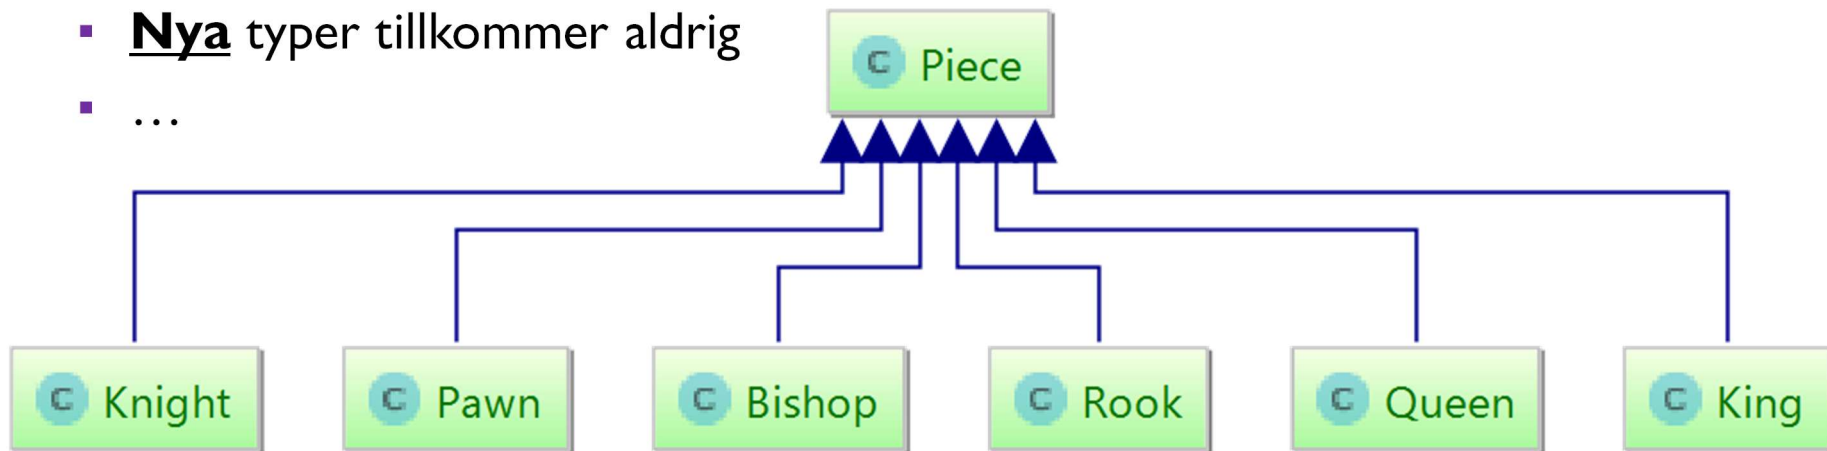 ▪ Nya typer tillkommer aldrig
▪ …
C Piece
C Knight C Pawn C Bishop C Rook C Queen C King